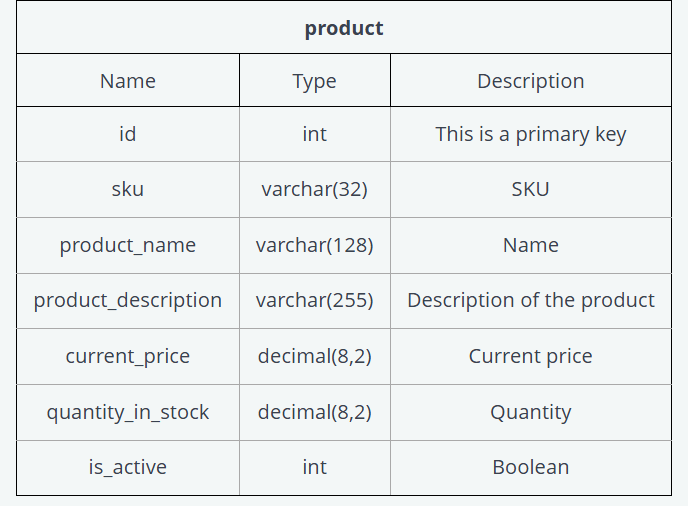 product
Name Type Description
id int This is a primary key
sku varchar(32) SKU
product_name varchar(128) Name
product_description varchar(255) Description of the product
current_price decimal(8,2) Current price
quantity_in_stock decimal(8,2) Quantity
is_active int Boolean